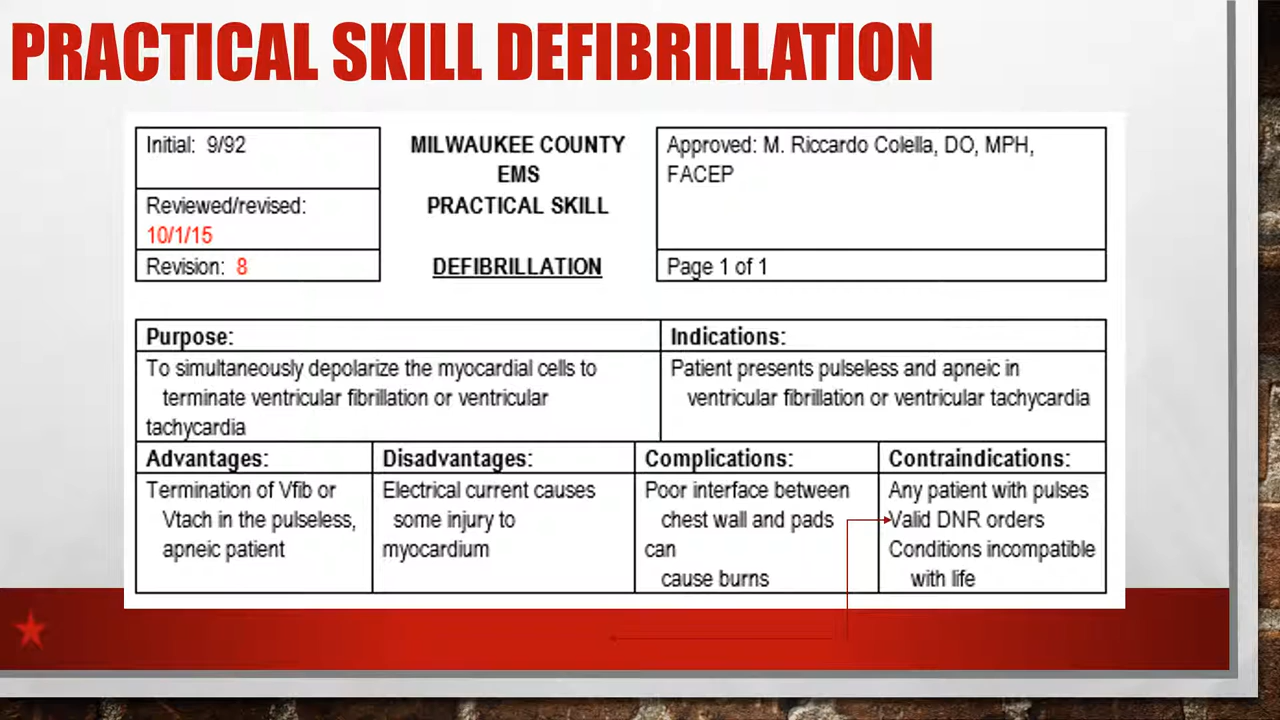 PRACTICAL SKILL DEFIBRILLATION
Initial: 9/92
Reviewed/revised:
10/1/15
Revision: 8
MILWAUKEE COUNTY
EMS
PRACTICAL SKILL
DEFIBRILLATION
Approved: M. Riccardo Colella, DO, MPH,
FACEP
Page 1 of 1
Purpose:
To simultaneously depolarize the myocardial cells to
terminate ventricular fibrillation or ventricular
tachycardia
Indications:
Patient presents pulseless and apneic in
ventricular fibrillation or ventricular tachycardia
Advantages:
Termination of Vfib or
Vtach in the pulseless,
apneic patient
Disadvantages:
Electrical current causes
some injury to
myocardium
Complications:
Poor interface between
chest wall and pads
can
cause burns
Contraindications:
Any patient with pulses
Valid DNR orders
Conditions incompatible
with life